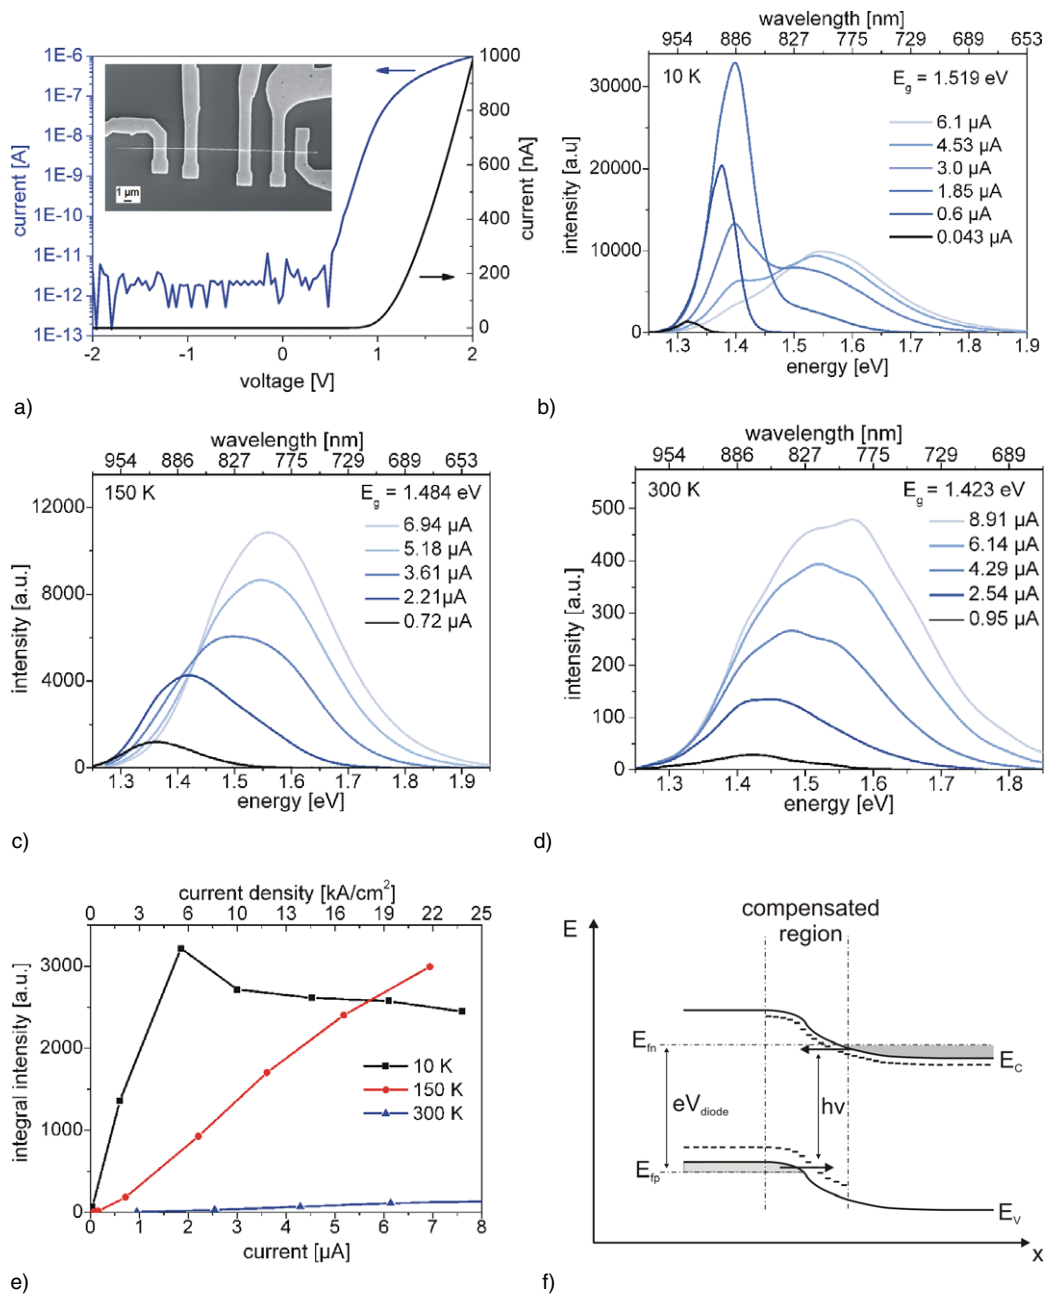 1E-6
1E-7
1E-8
1E-9
1E-10
1E-11
1E-12
1E-13
current [A]
1 µm
1000
800
600
400
200
0
current [nA]
-2 -1 0 1 2
voltage [V]
a)
wavelength [nm]
954 886 827 775 729 689 653
10 K
E_g = 1.519 eV
6.1 µA
4.53 µA
3.0 µA
1.85 µA
0.6 µA
0.043 µA
30000
20000
10000
0
intensity [a.u]
1.3 1.4 1.5 1.6 1.7 1.8 1.9
energy [eV]
b)
wavelength [nm]
954 886 827 775 729 689 653
150 K
E_g = 1.484 eV
6.94 µA
5.18 µA
3.61 µA
2.21µA
0.72 µA
12000
8000
4000
0
intensity [a.u.]
1.3 1.4 1.5 1.6 1.7 1.8 1.9
energy [eV]
c)
wavelength [nm]
954 886 827 775 729 689
300 K
E_g = 1.423 eV
8.91 µA
6.14 µA
4.29 µA
2.54 µA
0.95 µA
500
400
300
200
100
0
intensity [a.u.]
1.3 1.4 1.5 1.6 1.7 1.8
energy [eV]
d)
current density [kA/cm²]
0 3 6 8 10 13 16 19 22 25
3000
2000
1000
0
integral intensity [a.u.]
10 K
150 K
300 K
0 1 2 3 4 5 6 7 8
current [µA]
e)
compensated
region
E
E_fn
E_C
eV_diode
hν
E_fp
E_V
x
f)